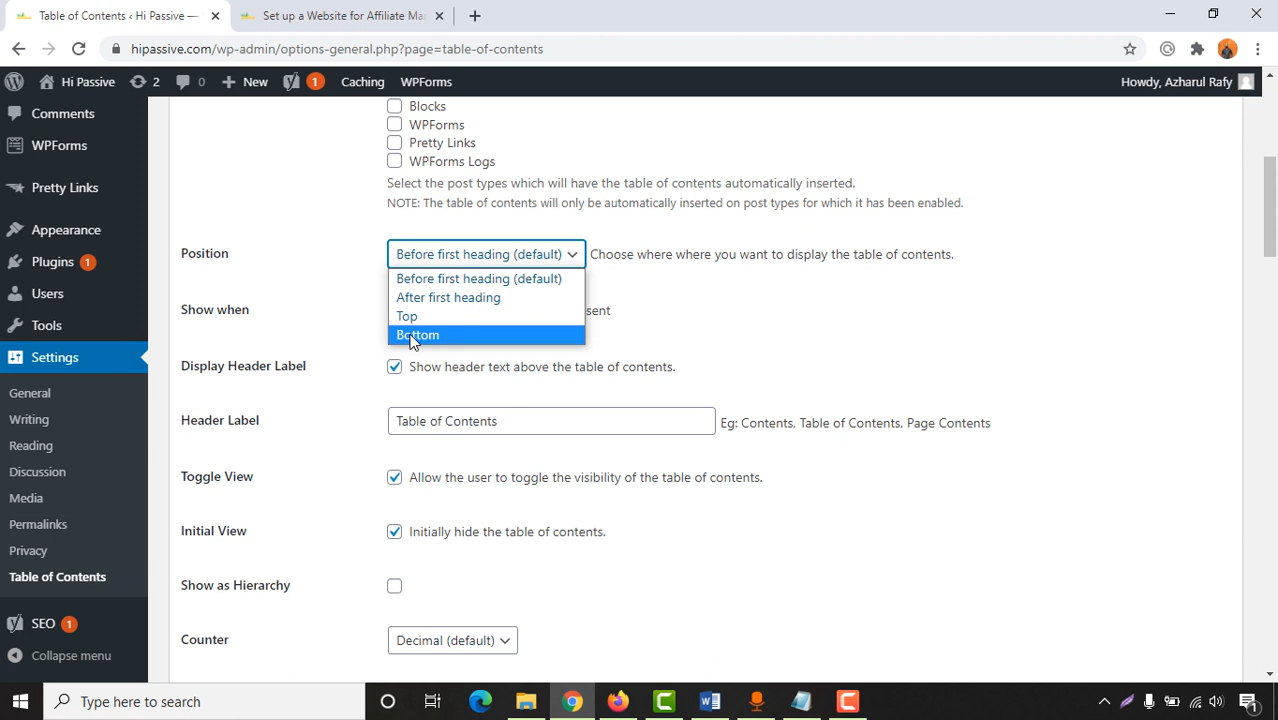 Table of Contents ‹ Hi Passive —
Set up a Website for Affiliate Mar
hipassive.com/wp-admin/options-general.php?page=table-of-contents
Hi Passive 2 0 New 1 Caching WPForms Howdy, Azharul Rafy
Comments
WPForms
Pretty Links
Appearance
Plugins 1
Users
Tools
Settings
General
Writing
Reading
Discussion
Media
Permalinks
Privacy
Table of Contents
SEO 1
Collapse menu
Blocks
WPForms
Pretty Links
WPForms Logs
Select the post types which will have the table of contents automatically inserted.
NOTE: The table of contents will only be automatically inserted on post types for which it has been enabled.
Position Before first heading (default) Choose where where you want to display the table of contents.
Before first heading (default)
After first heading
Top
Bottom
Show when sent
Display Header Label Show header text above the table of contents.
Header Label Table of Contents Eg: Contents, Table of Contents, Page Contents
Toggle View Allow the user to toggle the visibility of the table of contents.
Initial View Initially hide the table of contents.
Show as Hierarchy
Counter Decimal (default)
Type here to search
1